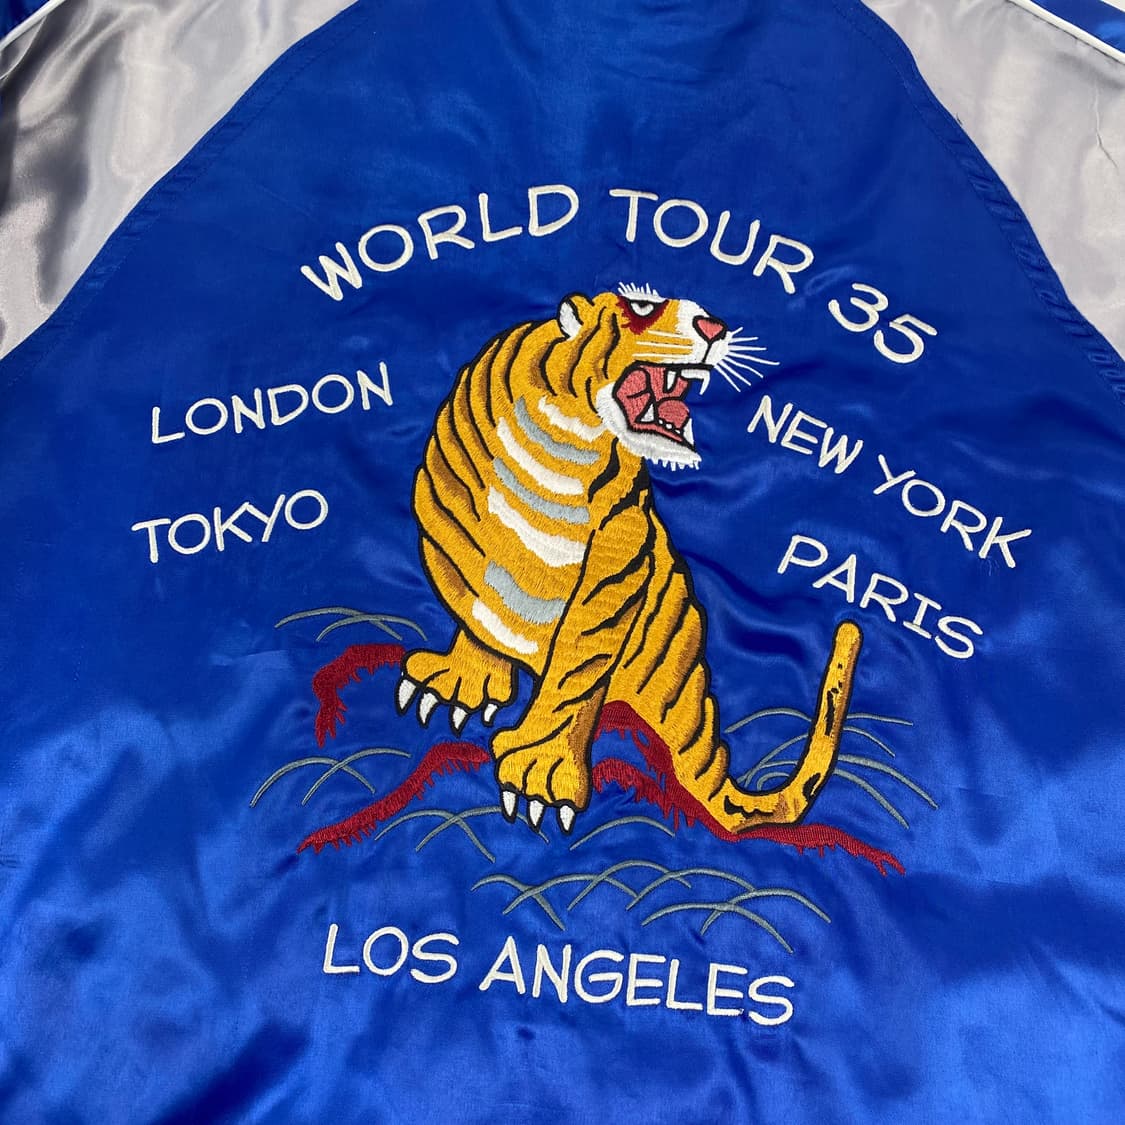 WORLD TOUR 35
LONDON
NEW YORK
TOKYO
PARIS
LOS ANGELES